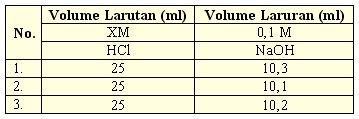 No. Volume Larutan (ml) Volume Laruran (ml)
XM 0,1 M
HCl NaOH
1. 25 10,3
2. 25 10,1
3. 25 10,2